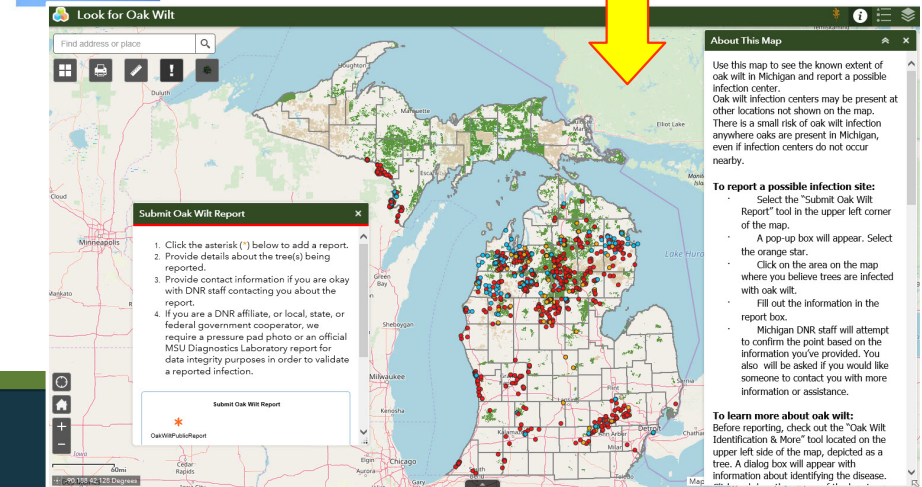 Look for Oak Wilt
Find address or place
About This Map
Use this map to see the known extent of
oak wilt in Michigan and report a possible
infection center.
Oak wilt infection centers may be present at
other locations not shown on the map.
There is a small risk of oak wilt infection
anywhere oaks are present in Michigan,
even if infection centers do not occur
nearby.
To report a possible infection site:
· Select the "Submit Oak Wilt
Report" tool in the upper left corner
of the map.
· A pop-up box will appear. Select
the orange star.
· Click on the area on the map
where you believe trees are infected
with oak wilt.
· Fill out the information in the
report box.
· Michigan DNR staff will attempt
to confirm the point based on the
information you've provided. You
also will be asked if you would like
someone to contact you with more
information or assistance.
To learn more about oak wilt:
Before reporting, check out the "Oak Wilt
Identification & More" tool located on the
upper left side of the map, depicted as a
tree. A dialog box will appear with
information about identifying the disease.
Submit Oak Wilt Report
1. Click the asterisk (*) below to add a report.
2. Provide details about the tree(s) being
reported.
3. Provide contact information if you are okay
with DNR staff contacting you about the
report.
4. If you are a DNR affiliate, or local, state, or
federal government cooperator, we
require a pressure pad photo or an official
MSU Diagnostics Laboratory report for
data integrity purposes in order to validate
a reported infection.
Submit Oak Wilt Report
OakWiltPublicReport
Houghton
Duluth
Marquette
Elliot Lake
Cloud
Minneapolis
Mankato
Green
Bay
Lake Huro
Sheboygan
Milwaukee
Kenosha
Flint
Sarnia
Detroit
Ann Arbor
Milan
Chatha
Iowa
Cedar
Rapids
Elgin
Aurora
Chicago
Gary
South
Bend
60mi
-90.188 42.128 Degrees